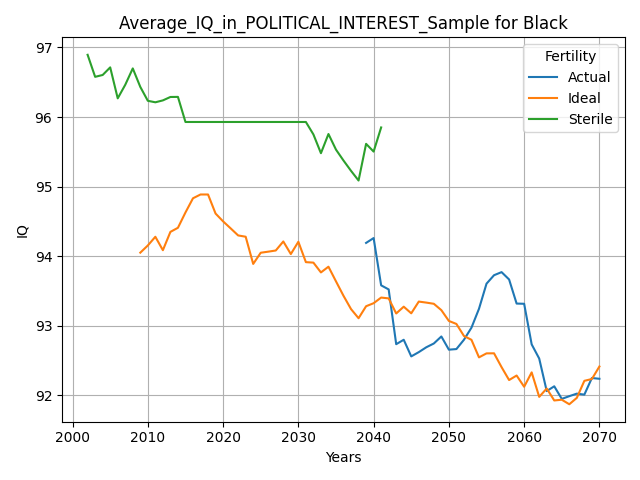 Average_IQ_in_POLITICAL_INTEREST_Sample for Black
97
96
95
94
93
92
IQ
Fertility
Actual
Ideal
Sterile
2000 2010 2020 2030 2040 2050 2060 2070
Years